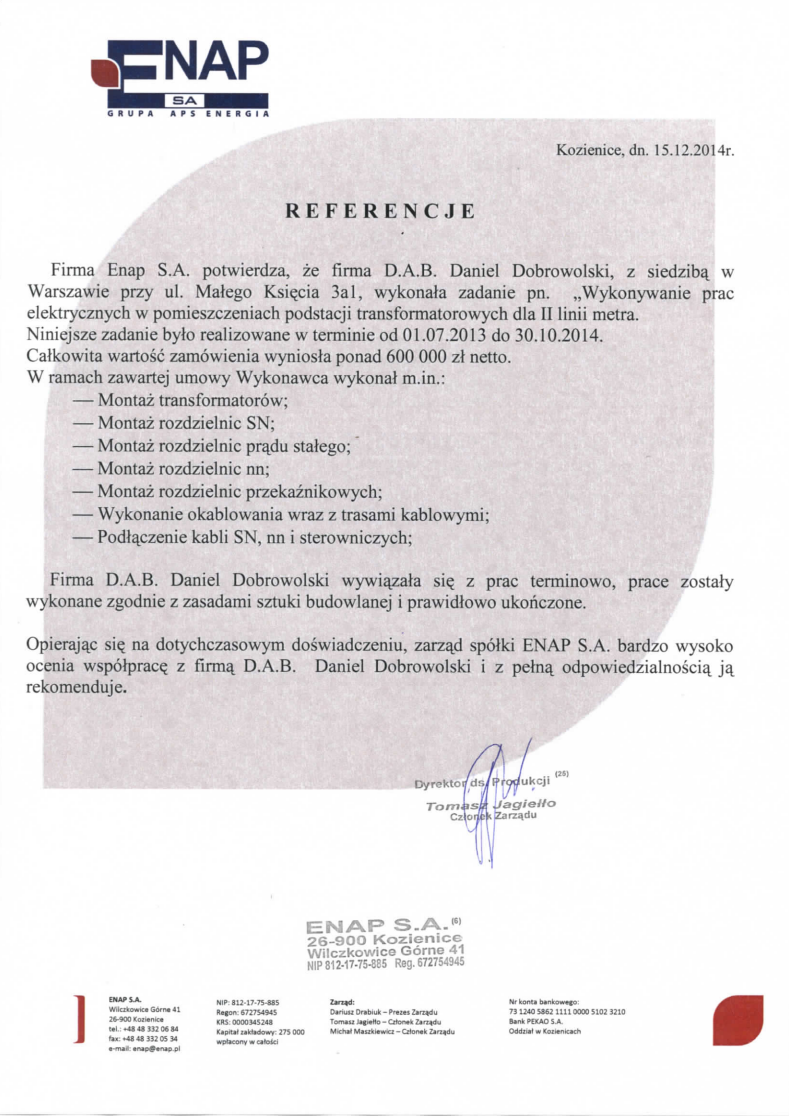 ENAP
SA
GRUPA APS ENERGIA
Kozienice, dn. 15.12.2014r.
REFERENCJE
Firma Enap S.A. potwierdza, że firma D.A.B. Daniel Dobrowolski, z siedzibą w
Warszawie przy ul. Małego Księcia 3a1, wykonała zadanie pn. „Wykonywanie prac
elektrycznych w pomieszczeniach podstacji transformatorowych dla II linii metra.
Niniejsze zadanie było realizowane w terminie od 01.07.2013 do 30.10.2014.
Całkowita wartość zamówienia wyniosła ponad 600 000 zł netto.
W ramach zawartej umowy Wykonawca wykonał m.in.:
— Montaż transformatorów;
— Montaż rozdzielnic SN;
— Montaż rozdzielnic prądu stałego;
— Montaż rozdzielnic nn;
— Montaż rozdzielnic przekaźnikowych;
— Wykonanie okablowania wraz z trasami kablowymi;
— Podłączenie kabli SN, nn i sterowniczych;
Firma D.A.B. Daniel Dobrowolski wywiązała się z prac terminowo, prace zostały
wykonane zgodnie z zasadami sztuki budowlanej i prawidłowo ukończone.
Opierając się na dotychczasowym doświadczeniu, zarząd spółki ENAP S.A. bardzo wysoko
ocenia współpracę z firmą D.A.B. Daniel Dobrowolski i z pełną odpowiedzialnością ją
rekomenduje.
Dyrektor ds. Produkcji (25)
Tomasz Jagiełło
Członek Zarządu
ENAP S.A. (6)
26-900 Kozienice
Wilczkowice Górne 41
NIP 812-17-75-885 Reg. 672754945
ENAP S.A.
Wilczkowice Górne 41
26-900 Kozienice
tel.: +48 48 332 06 84
fax: +48 48 332 05 34
e-mail: enap@enap.pl
NIP: 812-17-75-885
Regon: 672754945
KRS: 0000345248
Kapitał zakładowy: 275 000
wpłacony w całości
Zarząd:
Dariusz Drabiuk – Prezes Zarządu
Tomasz Jagiełło – Członek Zarządu
Michał Maszkiewicz – Członek Zarządu
Nr konta bankowego:
73 1240 5862 1111 0000 5102 3210
Bank PEKAO S.A.
Oddział w Kozienicach